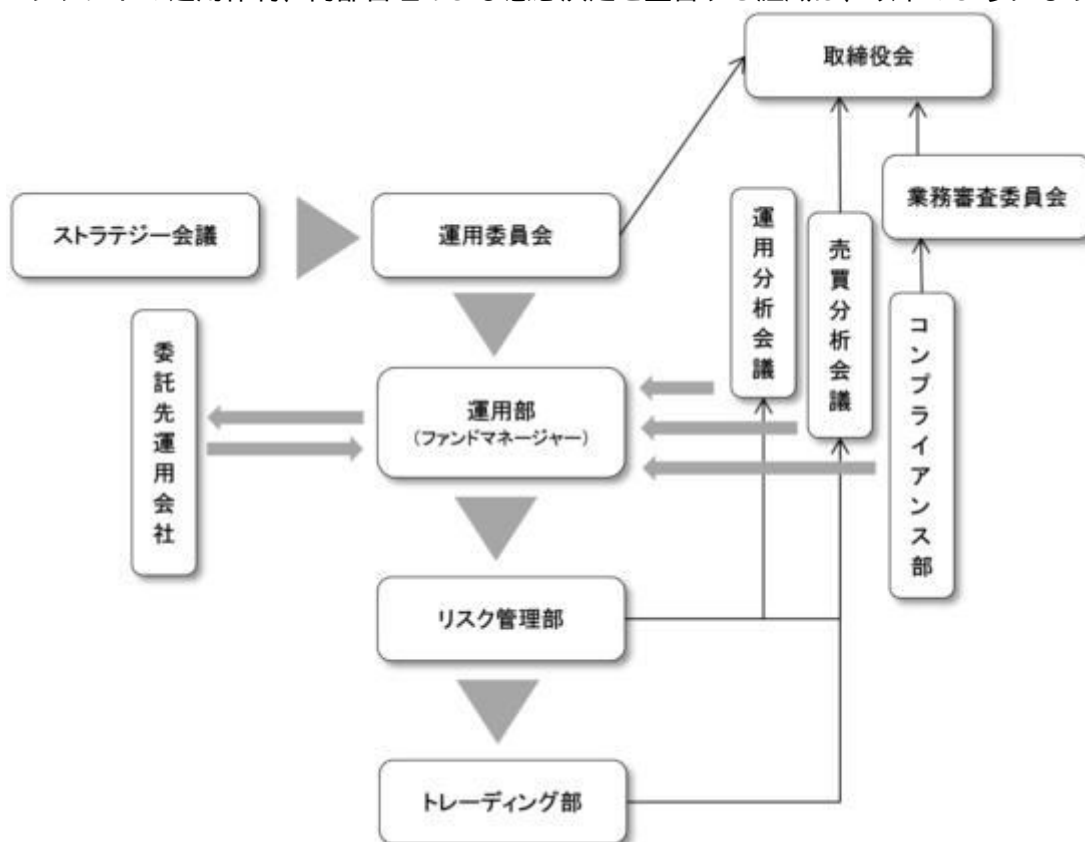 取締役会
業務審査委員会
ストラテジー会議
運用委員会
運用分析会議
売買分析会議
コンプライアンス部
委託先運用会社
運用部
(ファンドマネージャー)
リスク管理部
トレーディング部